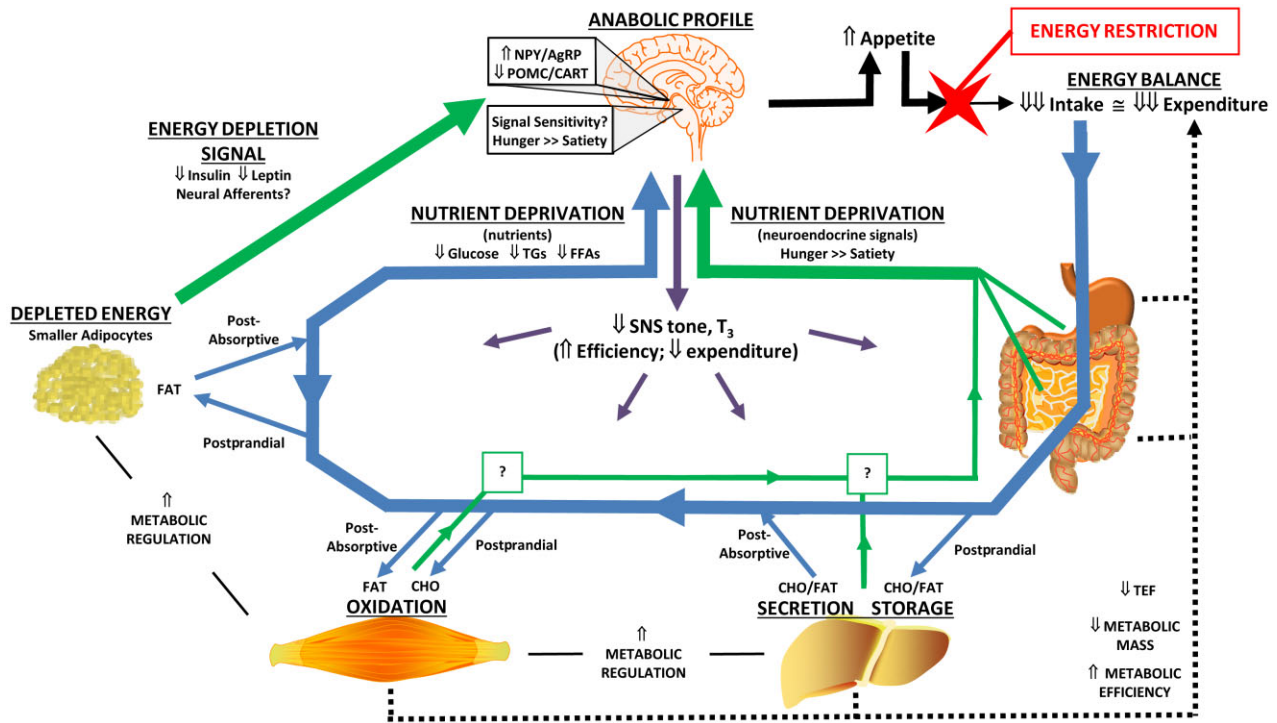 ANABOLIC PROFILE
⇑ NPY/AgRP
⇓ POMC/CART
Signal Sensitivity?
Hunger >> Satiety
⇑ Appetite
ENERGY RESTRICTION
ENERGY BALANCE
⇓⇓ Intake ≅ ⇓⇓ Expenditure
ENERGY DEPLETION
SIGNAL
⇓ Insulin ⇓ Leptin
Neural Afferents?
NUTRIENT DEPRIVATION
(nutrients)
⇓ Glucose ⇓ TGs ⇓ FFAs
NUTRIENT DEPRIVATION
(neuroendocrine signals)
Hunger >> Satiety
DEPLETED ENERGY
Smaller Adipocytes
FAT
Post-
Absorptive
Postprandial
⇓ SNS tone, T₃
(⇑ Efficiency; ⇓ expenditure)
?
?
⇑
METABOLIC
REGULATION
Post-
Absorptive
Postprandial
FAT CHO
OXIDATION
⇑
METABOLIC
REGULATION
Post-
Absorptive
Postprandial
CHO/FAT CHO/FAT
SECRETION STORAGE
⇓ TEF
⇓ METABOLIC
MASS
⇑ METABOLIC
EFFICIENCY